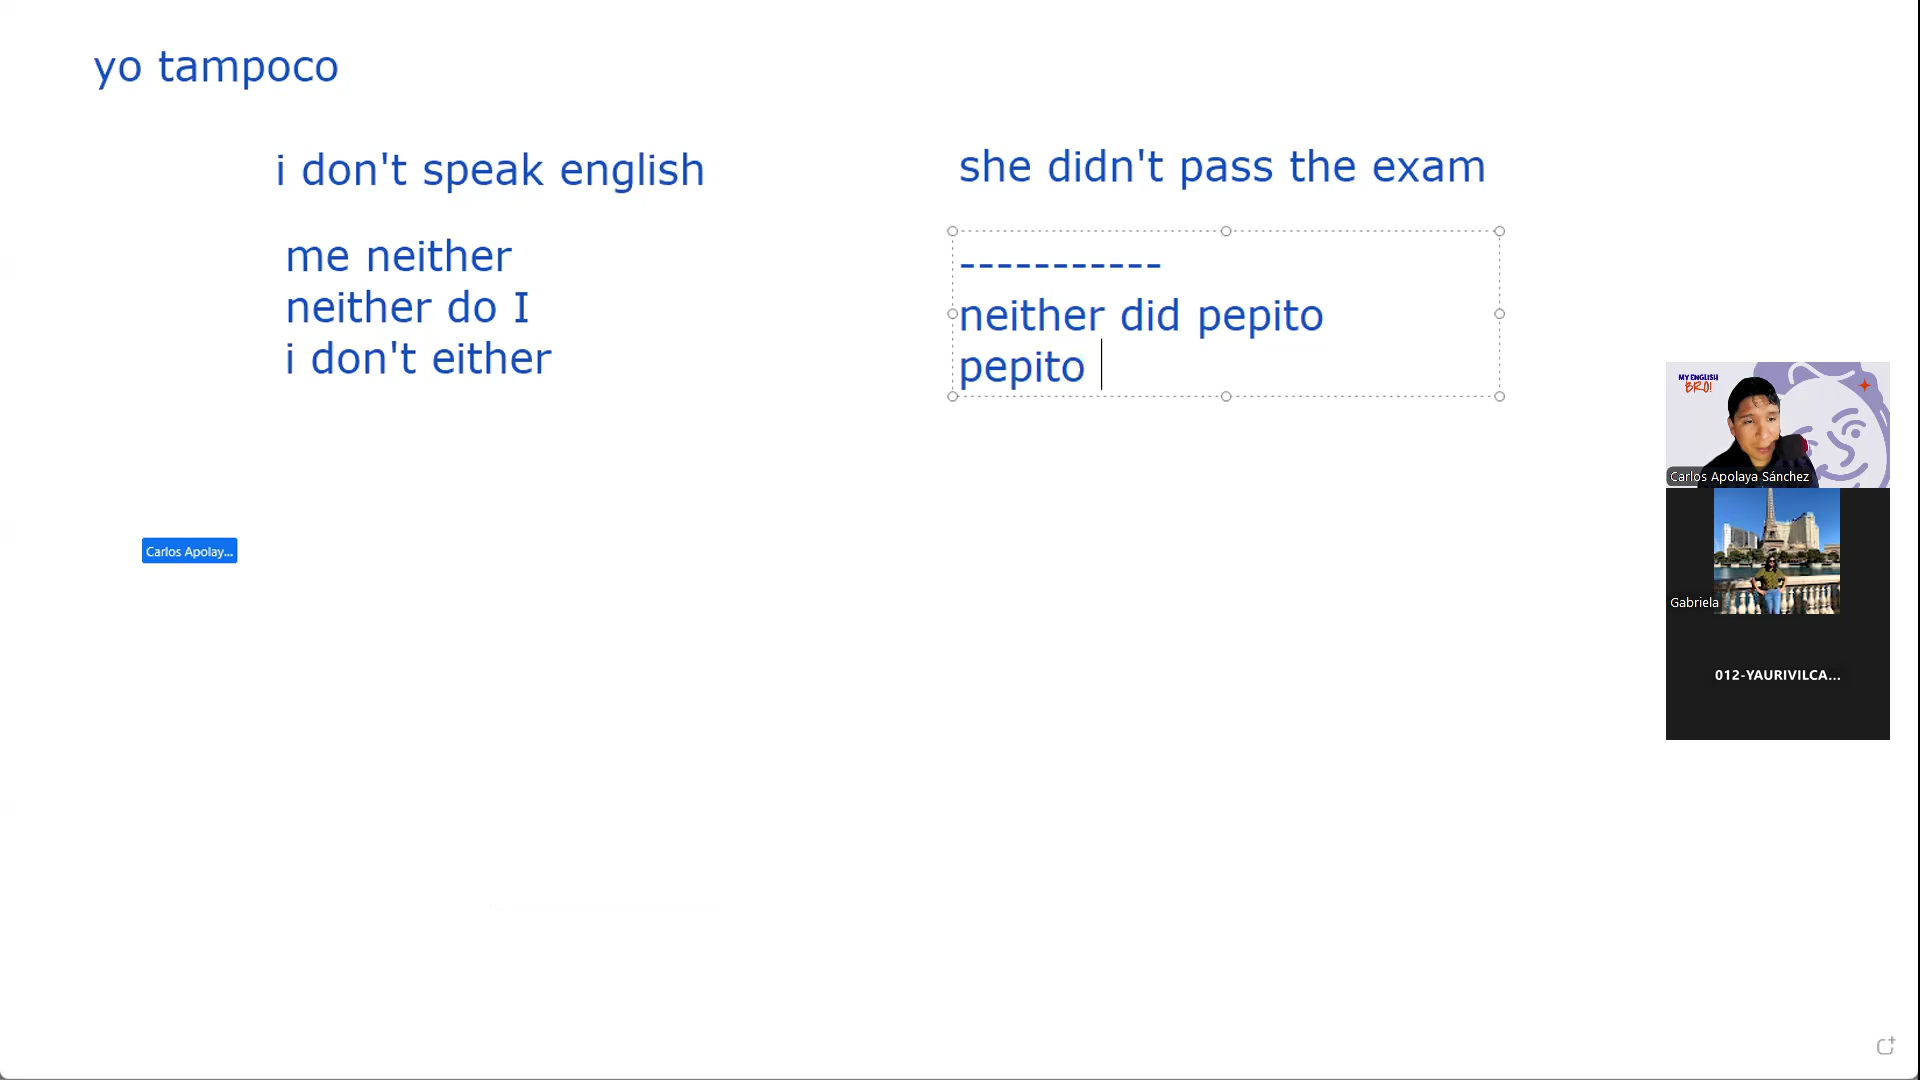 yo tampoco
i don't speak english
me neither
neither do I
i don't either
she didn't pass the exam
-----------
neither did pepito
pepito
MY ENGLISH
BRO!
Carlos Apolaya Sánchez
Gabriela
012-YAURIVILCA...
Carlos Apolay...